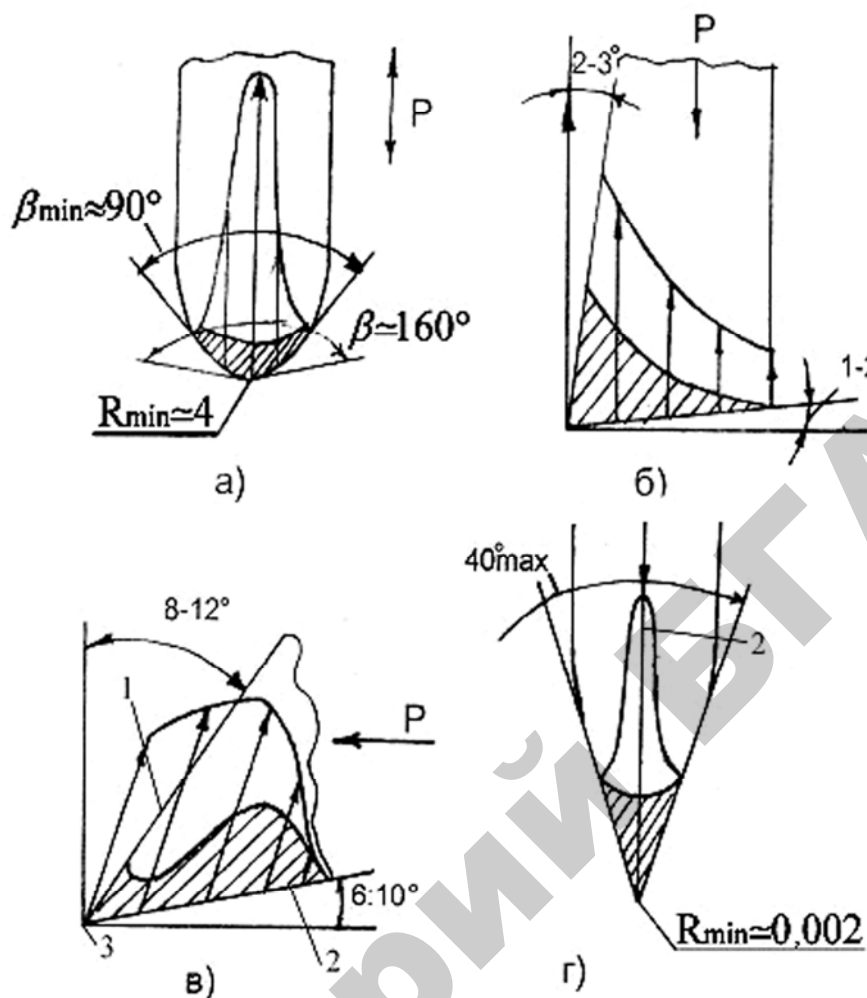 P
βmin≈90°
β≃160°
Rmin≃4
а)
P
2-3°
б)
8-12°
1
P
6:10°
3
2
в)
40°max
2
Rmin≃0,002
г)